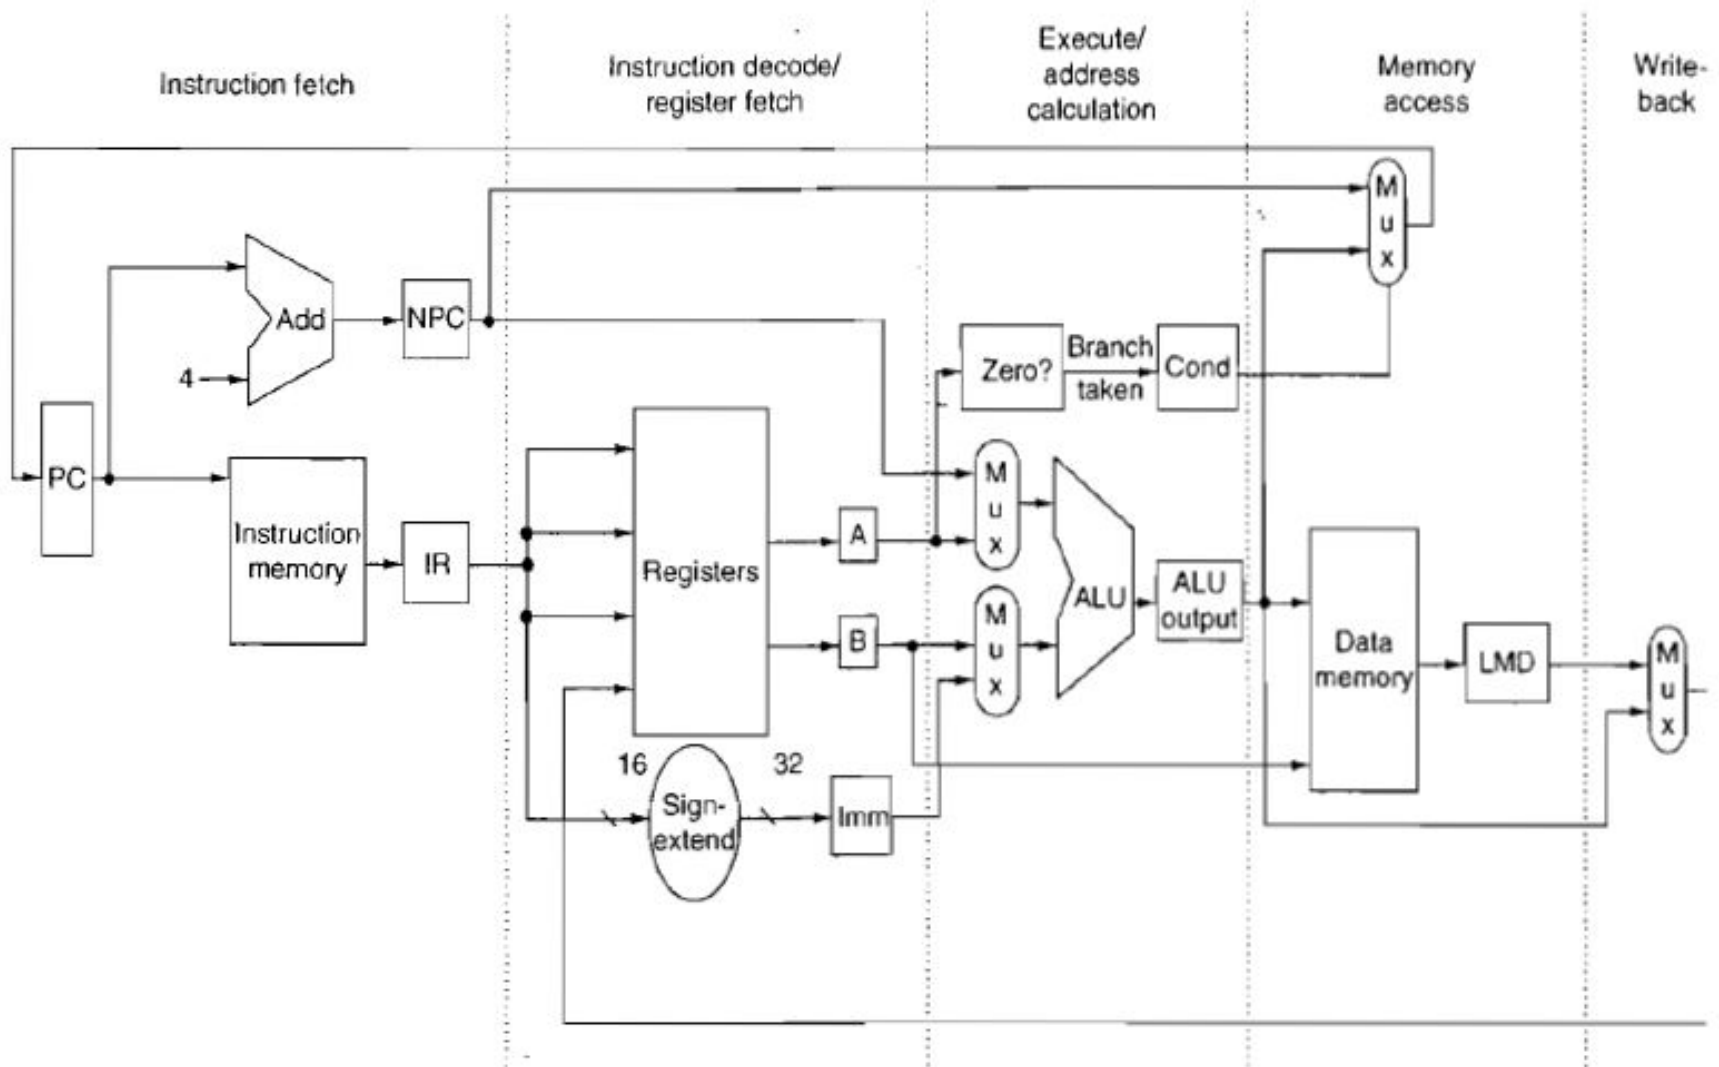 Instruction fetch
Instruction decode/
register fetch
Execute/
address
calculation
Memory
access
Write-
back
M
u
x
Add
NPC
4
Zero?
Branch
taken
Cond
PC
Instruction
memory
IR
Registers
A
B
M
u
x
M
u
x
ALU
ALU
output
Data
memory
LMD
M
u
x
16
32
Sign-
extend
Imm